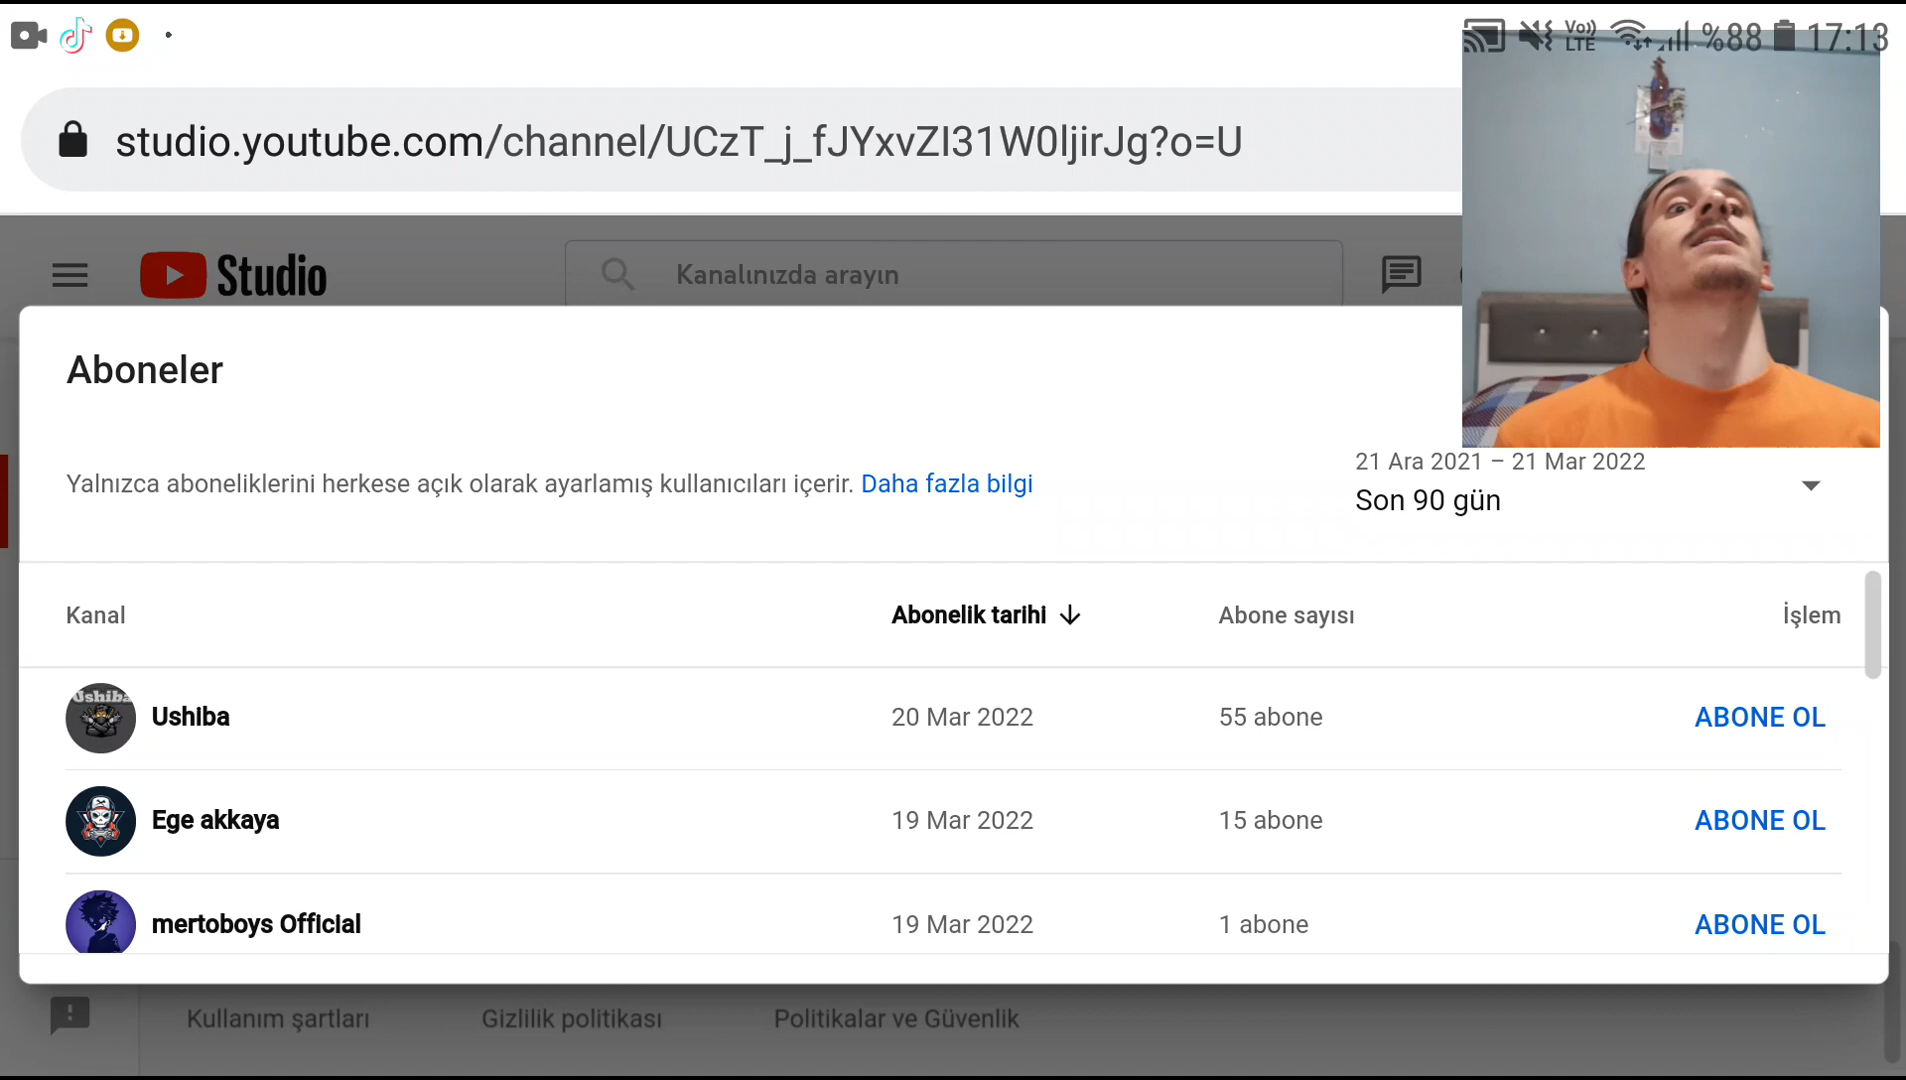 Vo)) LTE %88 17:13
studio.youtube.com/channel/UCzT_j_fJYxvZI31W0ljirJg?o=U
Studio
Kanalınızda arayın
Aboneler
21 Ara 2021 – 21 Mar 2022
Yalnızca aboneliklerini herkese açık olarak ayarlamış kullanıcıları içerir. Daha fazla bilgi
Son 90 gün
Kanal Abonelik tarihi Abone sayısı İşlem
Ushiba
Ushiba 20 Mar 2022 55 abone ABONE OL
Ege akkaya 19 Mar 2022 15 abone ABONE OL
mertoboys Official 19 Mar 2022 1 abone ABONE OL
Kullanım şartları Gizlilik politikası Politikalar ve Güvenlik